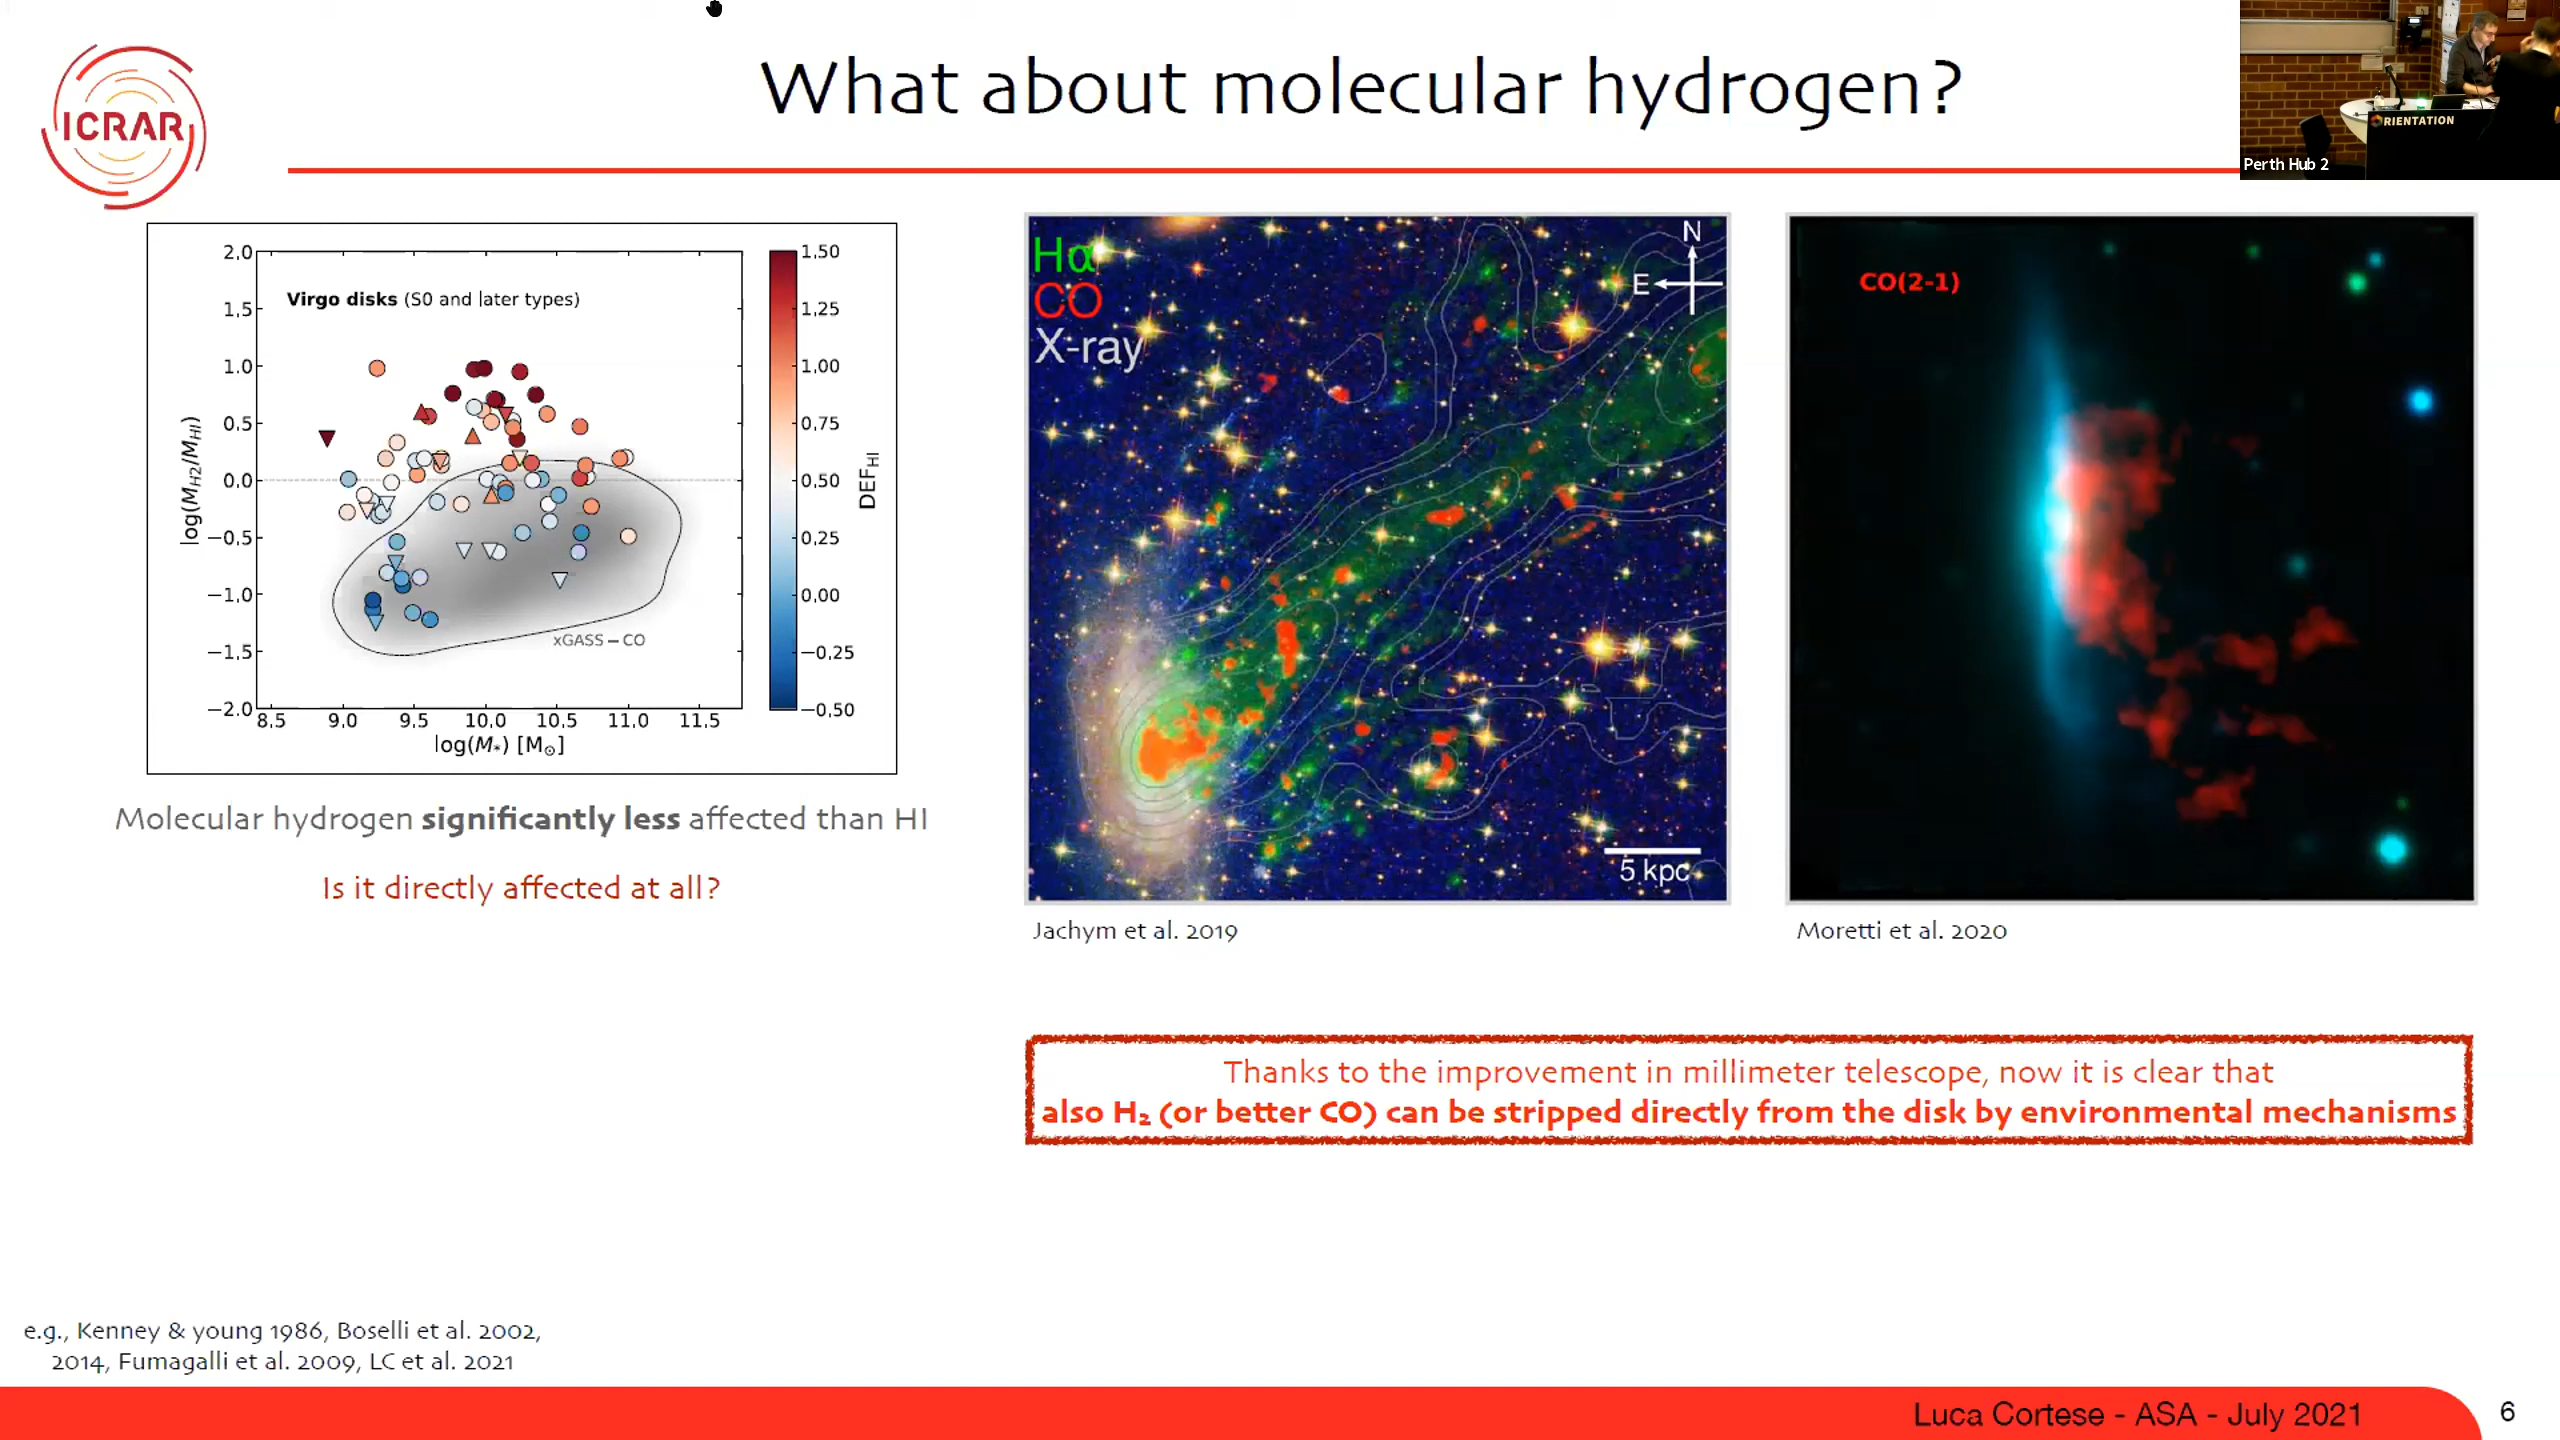 What about molecular hydrogen?
ICRAR
RIENTATION
Perth Hub 2
2.0
1.5
1.0
0.5
0.0
−0.5
−1.0
−1.5
−2.0
log(M_H2/M_HI)
Virgo disks (S0 and later types)
xGASS – CO
8.5 9.0 9.5 10.0 10.5 11.0 11.5
log(M*) [M⊙]
1.50
1.25
1.00
0.75
0.50
0.25
0.00
−0.25
−0.50
DEF_HI
Molecular hydrogen significantly less affected than HI
Is it directly affected at all?
Hα
CO
X-ray
N
E
5 kpc
Jachym et al. 2019
CO(2-1)
Moretti et al. 2020
Thanks to the improvement in millimeter telescope, now it is clear that
also H₂ (or better CO) can be stripped directly from the disk by environmental mechanisms
e.g., Kenney & young 1986, Boselli et al. 2002,
2014, Fumagalli et al. 2009, LC et al. 2021
Luca Cortese - ASA - July 2021
6